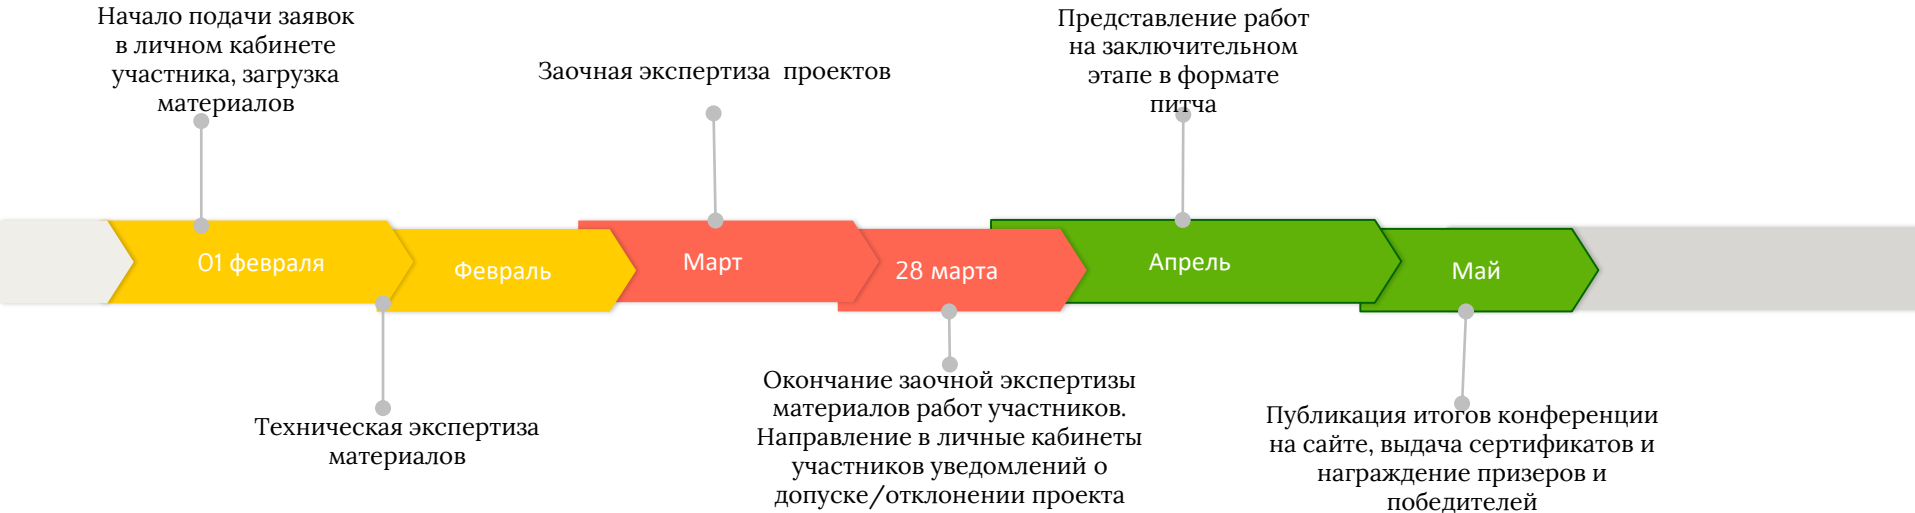 Начало подачи заявок
в личном кабинете
участника, загрузка
материалов
Заочная экспертиза  проектов
Представление работ
на заключительном
этапе в формате
питча
01 февраля
Февраль
Март
28 марта
Апрель
Май
Техническая экспертиза
материалов
Окончание заочной экспертизы
материалов работ участников.
Направление в личные кабинеты
участников уведомлений о
допуске/отклонении проекта
Публикация итогов конференции
на сайте, выдача сертификатов и
награждение призеров и
победителей